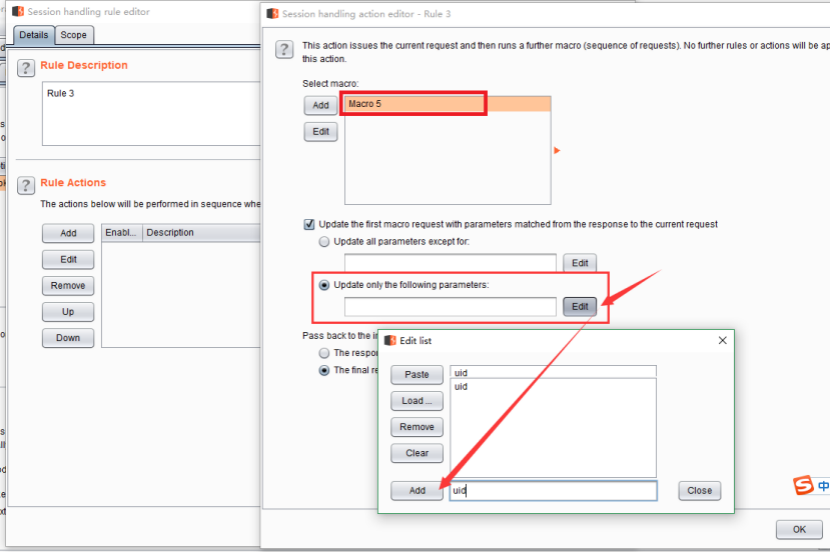 Session handling rule editor
Details
Scope
Rule Description
Rule 3
Rule Actions
The actions below will be performed in sequence whe
Add
Edit
Remove
Up
Down
Enabl...
Description
Session handling action editor - Rule 3
This action issues the current request and then runs a further macro (sequence of requests). No further rules or actions will be ap
this action.
Select macro:
Add
Edit
Macro 5
Update the first macro request with parameters matched from the response to the current request
Update all parameters except for:
Edit
Update only the following parameters:
Edit
Pass back to the i
The respo
The final re
Edit list
Paste
Load ...
Remove
Clear
uid
uid
Add
uid
Close
OK
中